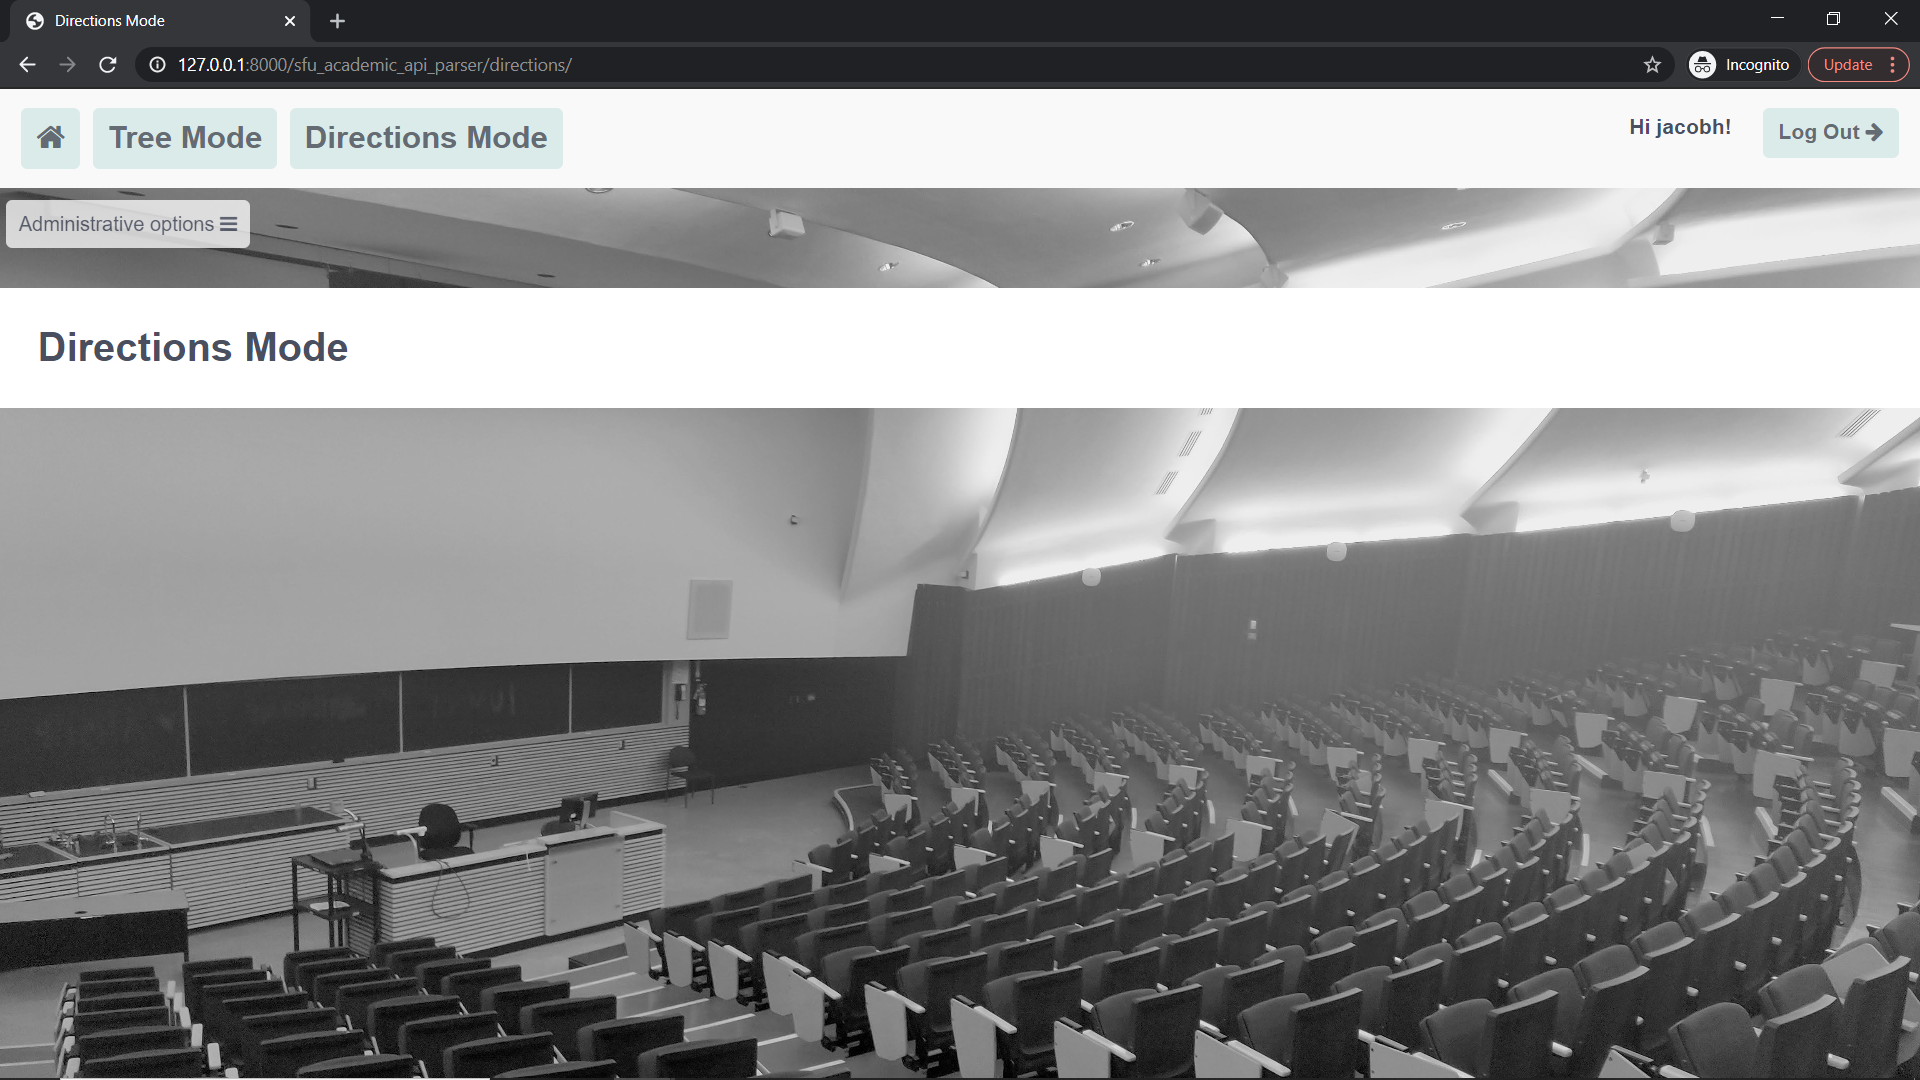 Directions Mode
127.0.0.1:8000/sfu_academic_api_parser/directions/
Incognito
Update
Tree Mode
Directions Mode
Hi jacobh!
Log Out
Administrative options
Directions Mode